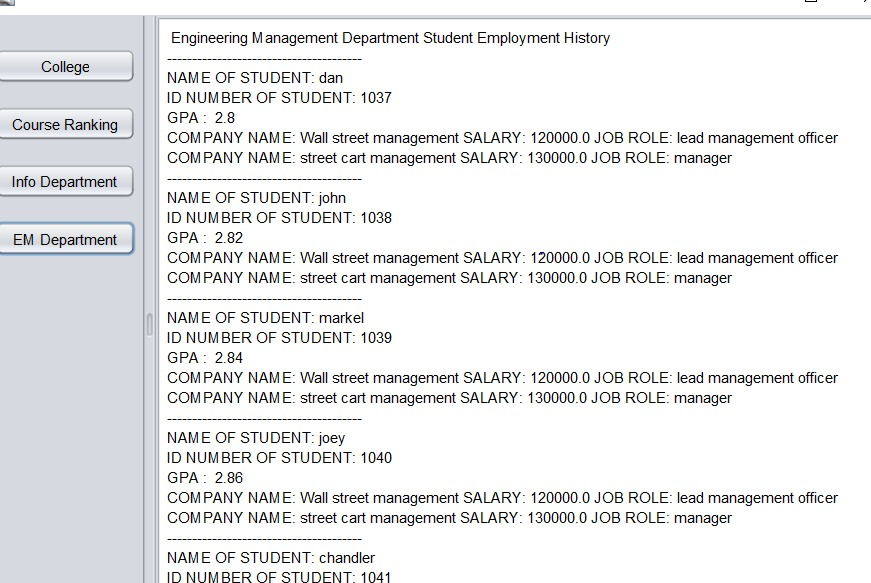 College
Course Ranking
Info Department
EM Department
Engineering Management Department Student Employment History
----------------------------------------
NAME OF STUDENT: dan
ID NUMBER OF STUDENT: 1037
GPA :  2.8
COMPANY NAME: Wall street management SALARY: 120000.0 JOB ROLE: lead management officer
COMPANY NAME: street cart management SALARY: 130000.0 JOB ROLE: manager
----------------------------------------
NAME OF STUDENT: john
ID NUMBER OF STUDENT: 1038
GPA :  2.82
COMPANY NAME: Wall street management SALARY: 120000.0 JOB ROLE: lead management officer
COMPANY NAME: street cart management SALARY: 130000.0 JOB ROLE: manager
----------------------------------------
NAME OF STUDENT: markel
ID NUMBER OF STUDENT: 1039
GPA :  2.84
COMPANY NAME: Wall street management SALARY: 120000.0 JOB ROLE: lead management officer
COMPANY NAME: street cart management SALARY: 130000.0 JOB ROLE: manager
----------------------------------------
NAME OF STUDENT: joey
ID NUMBER OF STUDENT: 1040
GPA :  2.86
COMPANY NAME: Wall street management SALARY: 120000.0 JOB ROLE: lead management officer
COMPANY NAME: street cart management SALARY: 130000.0 JOB ROLE: manager
----------------------------------------
NAME OF STUDENT: chandler
ID NUMBER OF STUDENT: 1041